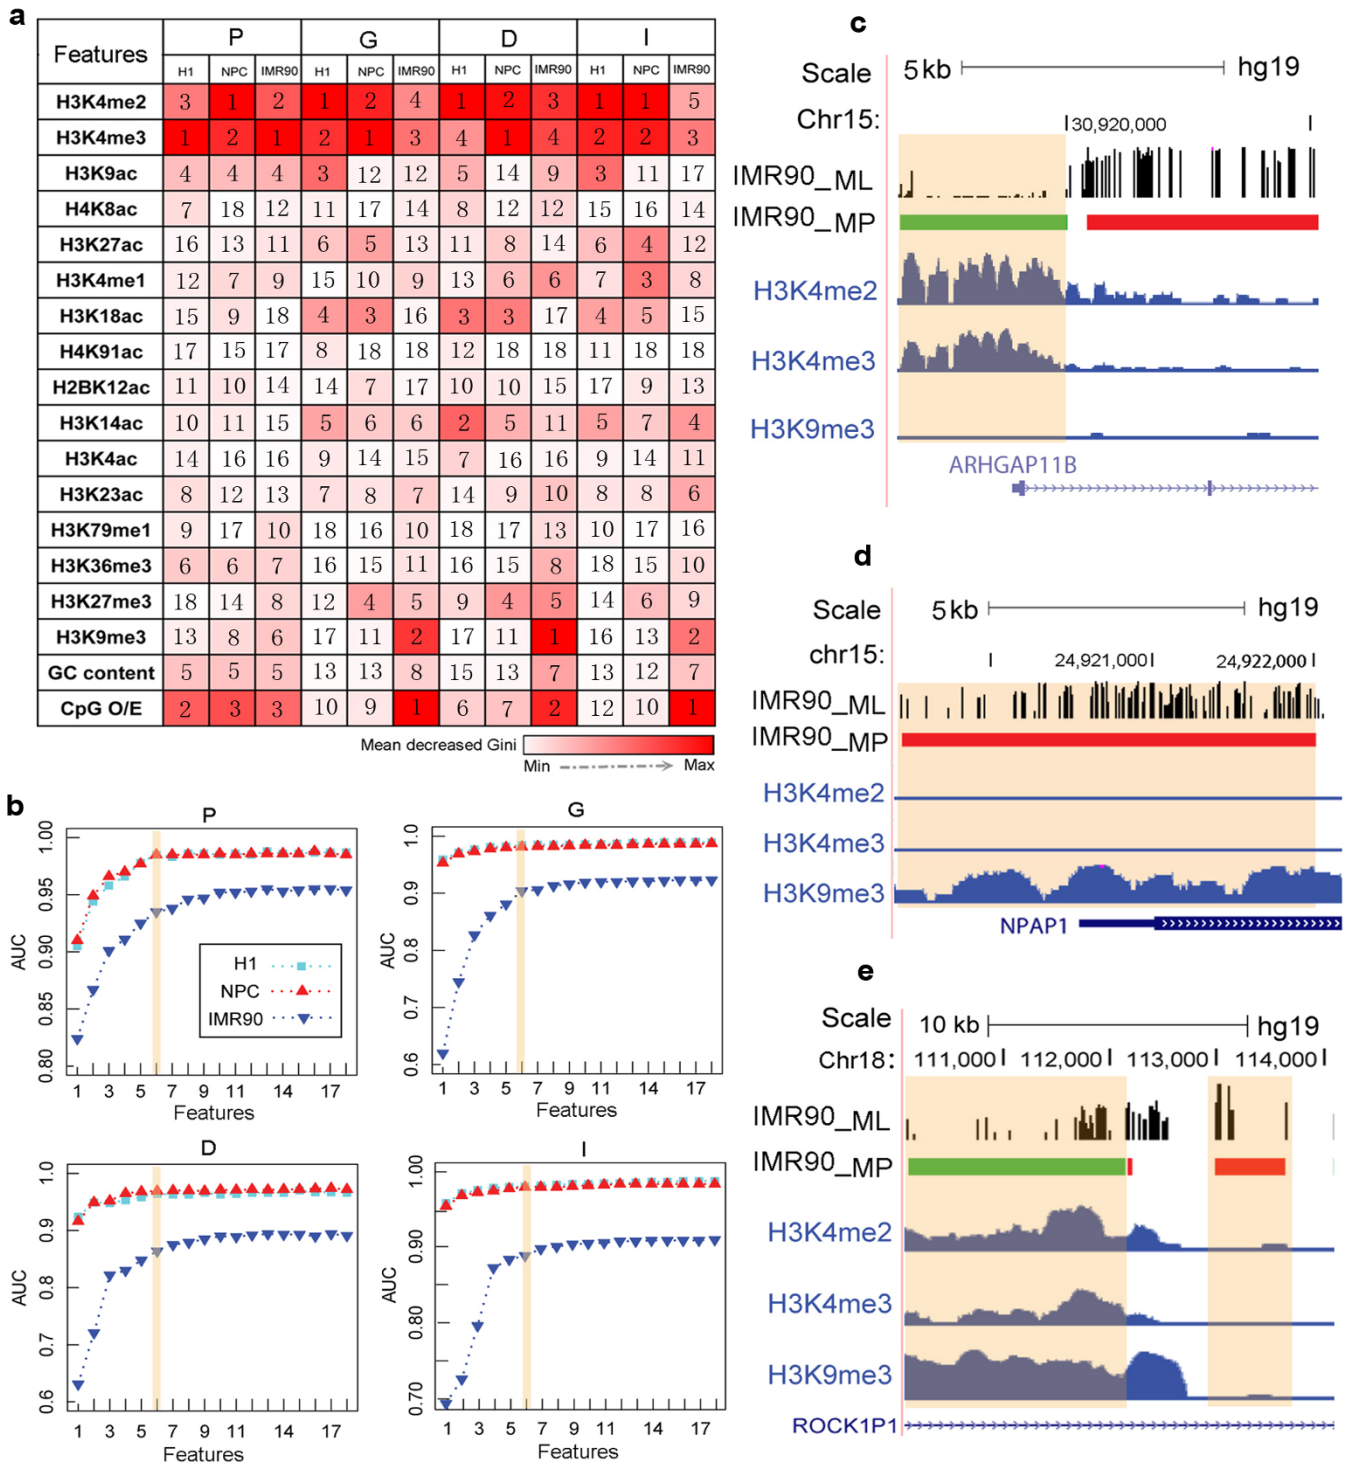 a
Features P G D I
H1 NPC IMR90 H1 NPC IMR90 H1 NPC IMR90 H1 NPC IMR90
H3K4me2 3 1 2 1 2 4 1 2 3 1 1 5
H3K4me3 1 2 1 2 1 3 4 1 4 2 2 3
H3K9ac 4 4 4 3 12 12 5 14 9 3 11 17
H4K8ac 7 18 12 11 17 14 8 12 12 15 16 14
H3K27ac 16 13 11 6 5 13 11 8 14 6 4 12
H3K4me1 12 7 9 15 10 9 13 6 6 7 3 8
H3K18ac 15 9 18 4 3 16 3 3 17 4 5 15
H4K91ac 17 15 17 8 18 18 12 18 18 11 18 18
H2BK12ac 11 10 14 14 7 17 10 10 15 17 9 13
H3K14ac 10 11 15 5 6 6 2 5 11 5 7 4
H3K4ac 14 16 16 9 14 15 7 16 16 9 14 11
H3K23ac 8 12 13 7 8 7 14 9 10 8 8 6
H3K79me1 9 17 10 18 16 10 18 17 13 10 17 16
H3K36me3 6 6 7 16 15 11 16 15 8 18 15 10
H3K27me3 18 14 8 12 4 5 9 4 5 14 6 9
H3K9me3 13 8 6 17 11 2 17 11 1 16 13 2
GC content 5 5 5 13 13 8 15 13 7 13 12 7
CpG O/E 2 3 3 10 9 1 6 7 2 12 10 1
Mean decreased Gini
Min Max
b
P
AUC
1.00
0.95
0.90
0.85
0.80
H1
NPC
IMR90
1 3 5 7 9 11 14 17
Features
G
AUC
1.0
0.9
0.8
0.7
0.6
1 3 5 7 9 11 14 17
Features
D
AUC
1.0
0.9
0.8
0.7
0.6
1 3 5 7 9 11 14 17
Features
I
AUC
1.00
0.90
0.80
0.70
1 3 5 7 9 11 14 17
Features
c
Scale 5 kb hg19
Chr15: 30,920,000
IMR90_ML
IMR90_MP
H3K4me2
H3K4me3
H3K9me3
ARHGAP11B
d
Scale 5 kb hg19
chr15: 24,921,000 24,922,000
IMR90_ML
IMR90_MP
H3K4me2
H3K4me3
H3K9me3
NPAP1
e
Scale 10 kb hg19
Chr18: 111,000 112,000 113,000 114,000
IMR90_ML
IMR90_MP
H3K4me2
H3K4me3
H3K9me3
ROCK1P1